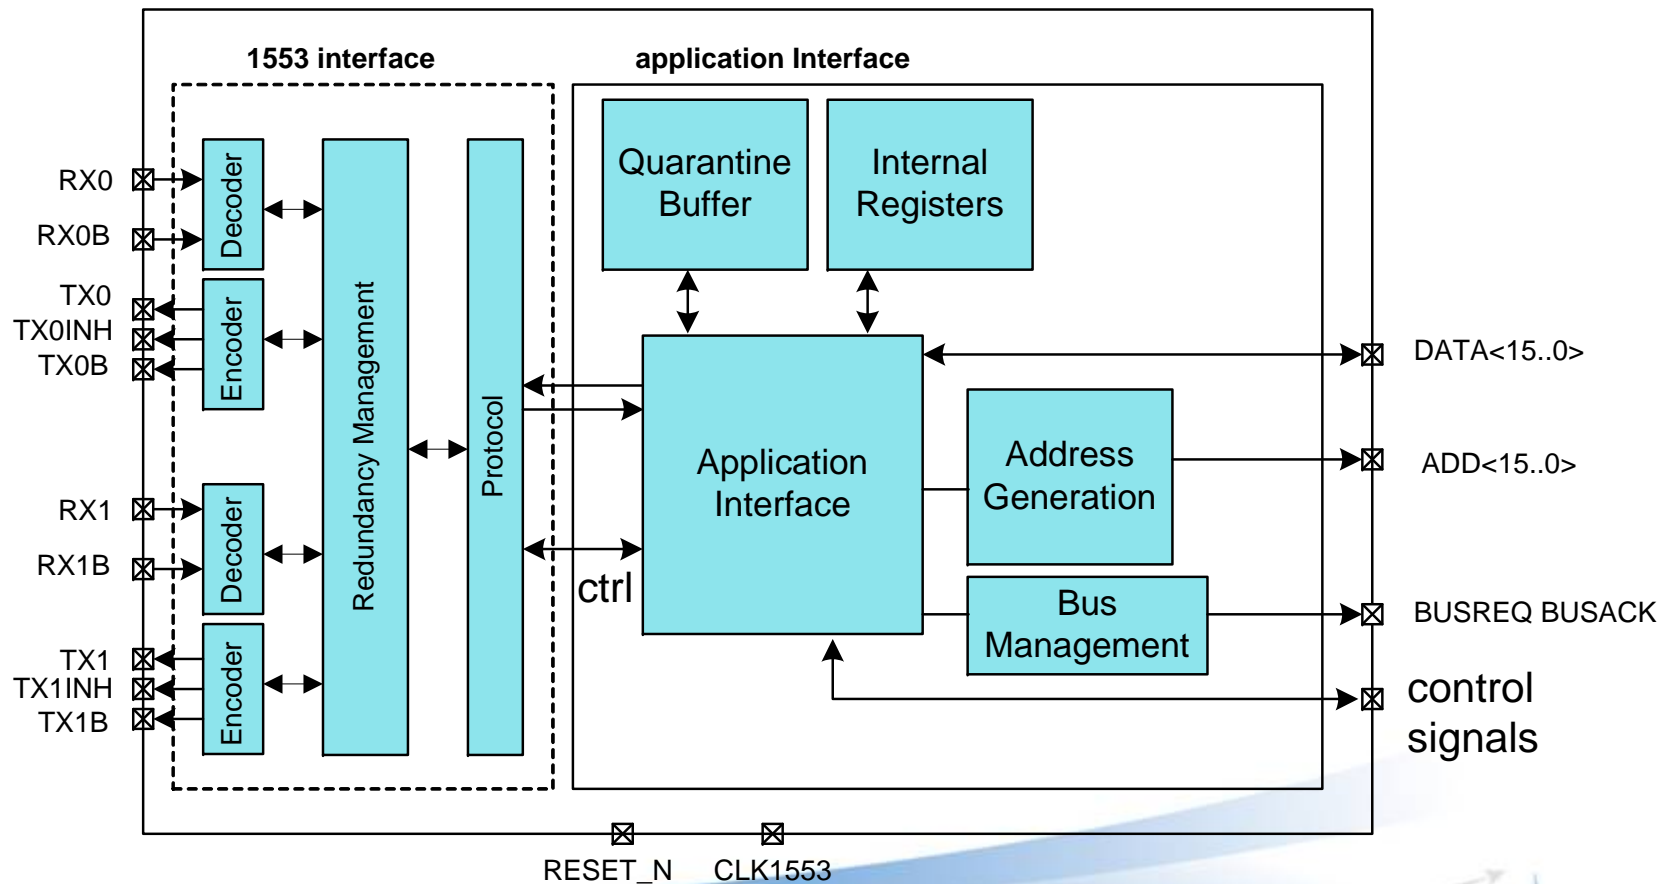 1553 interface
application Interface
RX0
RX0B
TX0
TX0INH
TX0B
RX1
RX1B
TX1
TX1INH
TX1B
Decoder
Encoder
Decoder
Encoder
Redundancy Management
Protocol
ctrl
Quarantine
Buffer
Internal
Registers
Application
Interface
Address
Generation
Bus
Management
DATA<15..0>
ADD<15..0>
BUSREQ BUSACK
control
signals
RESET_N
CLK1553